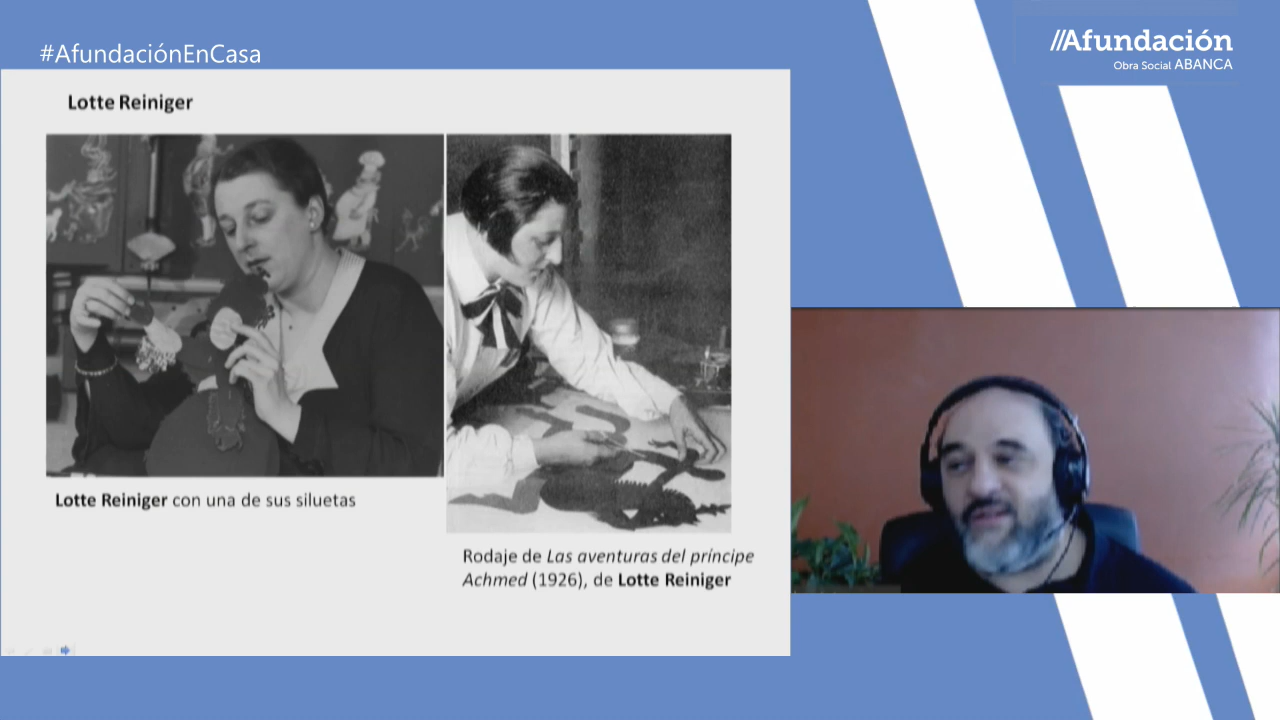 #AfundaciónEnCasa
//Afundación
Obra Social ABANCA
Lotte Reiniger
Lotte Reiniger con una de sus siluetas
Rodaje de Las aventuras del príncipe
Achmed (1926), de Lotte Reiniger